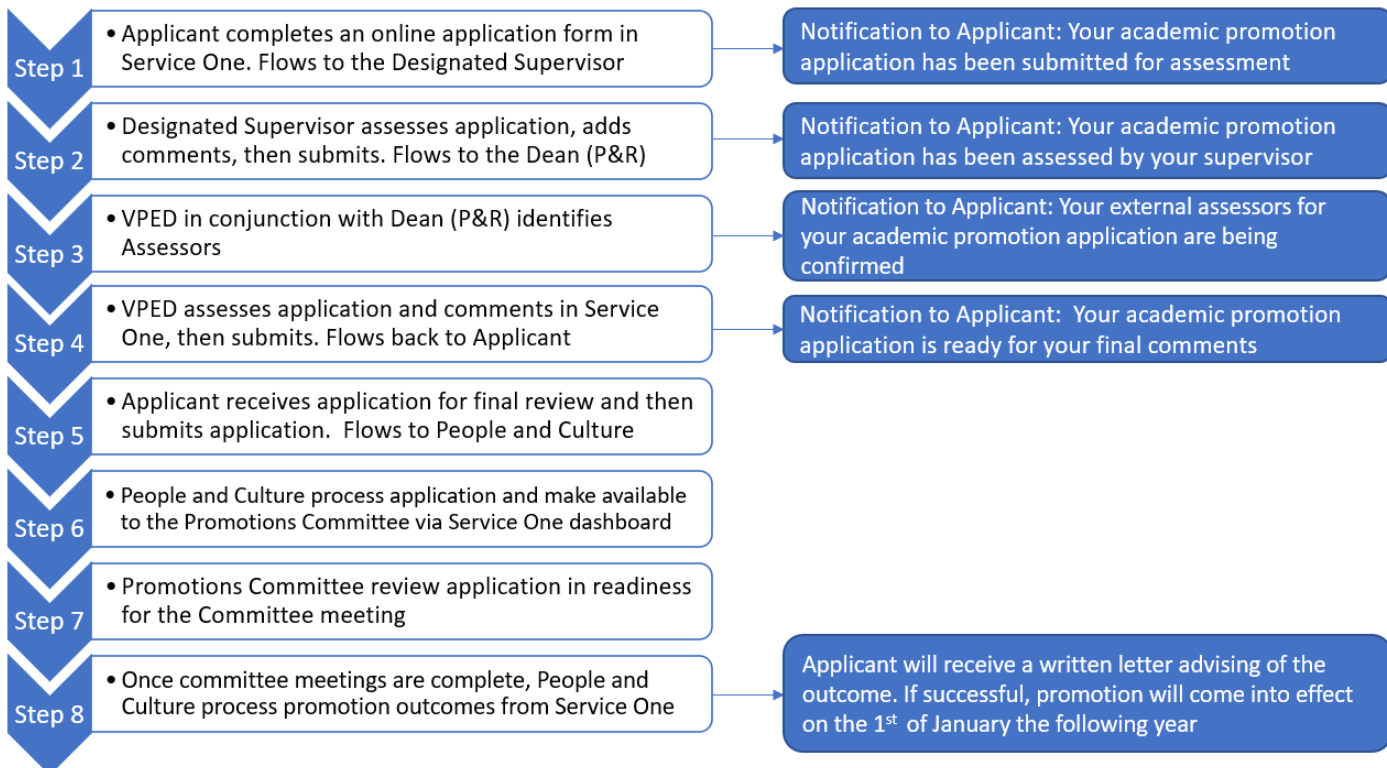 Step 1
• Applicant completes an online application form in
Service One. Flows to the Designated Supervisor
Notification to Applicant: Your academic promotion
application has been submitted for assessment
Step 2
• Designated Supervisor assesses application, adds
comments, then submits. Flows to the Dean (P&R)
Notification to Applicant: Your academic promotion
application has been assessed by your supervisor
Step 3
• VPED in conjunction with Dean (P&R) identifies
Assessors
Notification to Applicant: Your external assessors for
your academic promotion application are being
confirmed
Step 4
• VPED assesses application and comments in Service
One, then submits. Flows back to Applicant
Notification to Applicant:  Your academic promotion
application is ready for your final comments
Step 5
• Applicant receives application for final review and then
submits application.  Flows to People and Culture
Step 6
• People and Culture process application and make available
to the Promotions Committee via Service One dashboard
Step 7
• Promotions Committee review application in readiness
for the Committee meeting
Step 8
• Once committee meetings are complete, People and
Culture process promotion outcomes from Service One
Applicant will receive a written letter advising of the
outcome. If successful, promotion will come into effect
on the 1st of January the following year